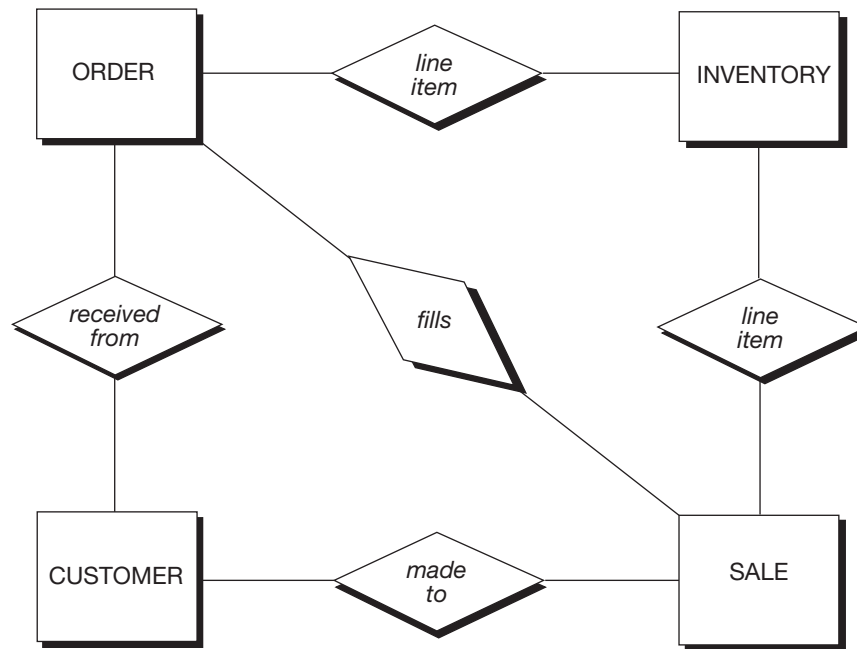 ORDER
line
item
INVENTORY
received
from
fills
line
item
CUSTOMER
made
to
SALE